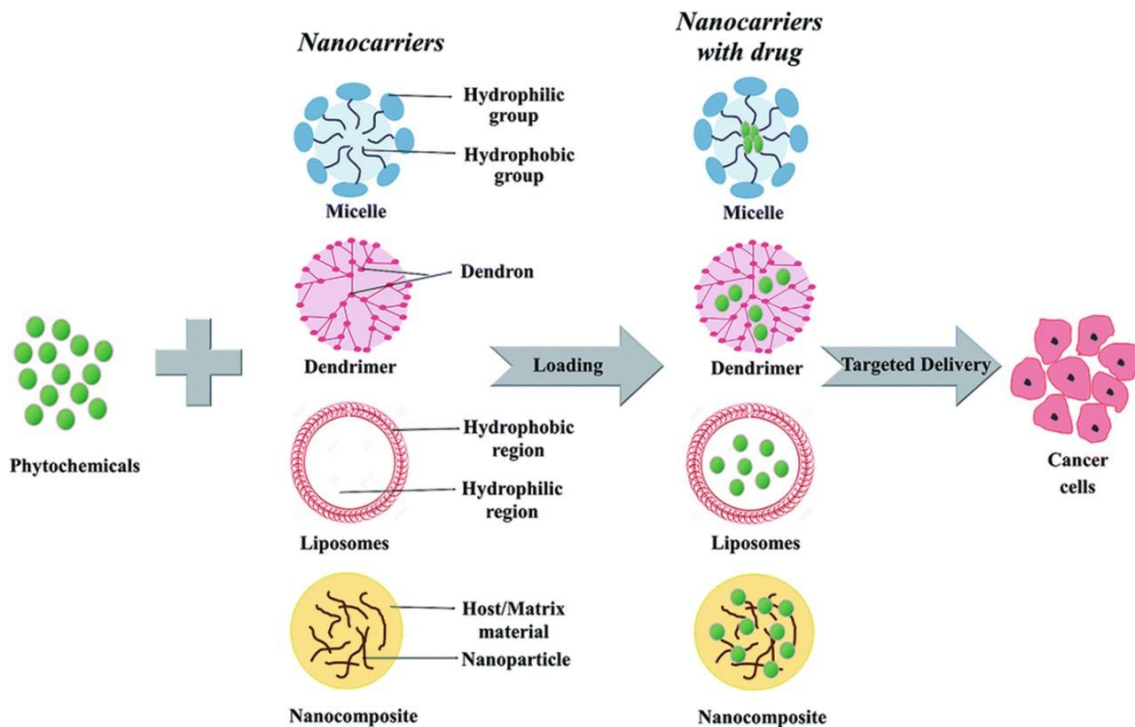 Nanocarriers
Nanocarriers
with drug
Hydrophilic
group
Hydrophobic
group
Micelle
Micelle
Dendron
Dendrimer
Dendrimer
Phytochemicals
Loading
Targeted Delivery
Cancer
cells
Hydrophobic
region
Hydrophilic
region
Liposomes
Liposomes
Host/Matrix
material
Nanoparticle
Nanocomposite
Nanocomposite